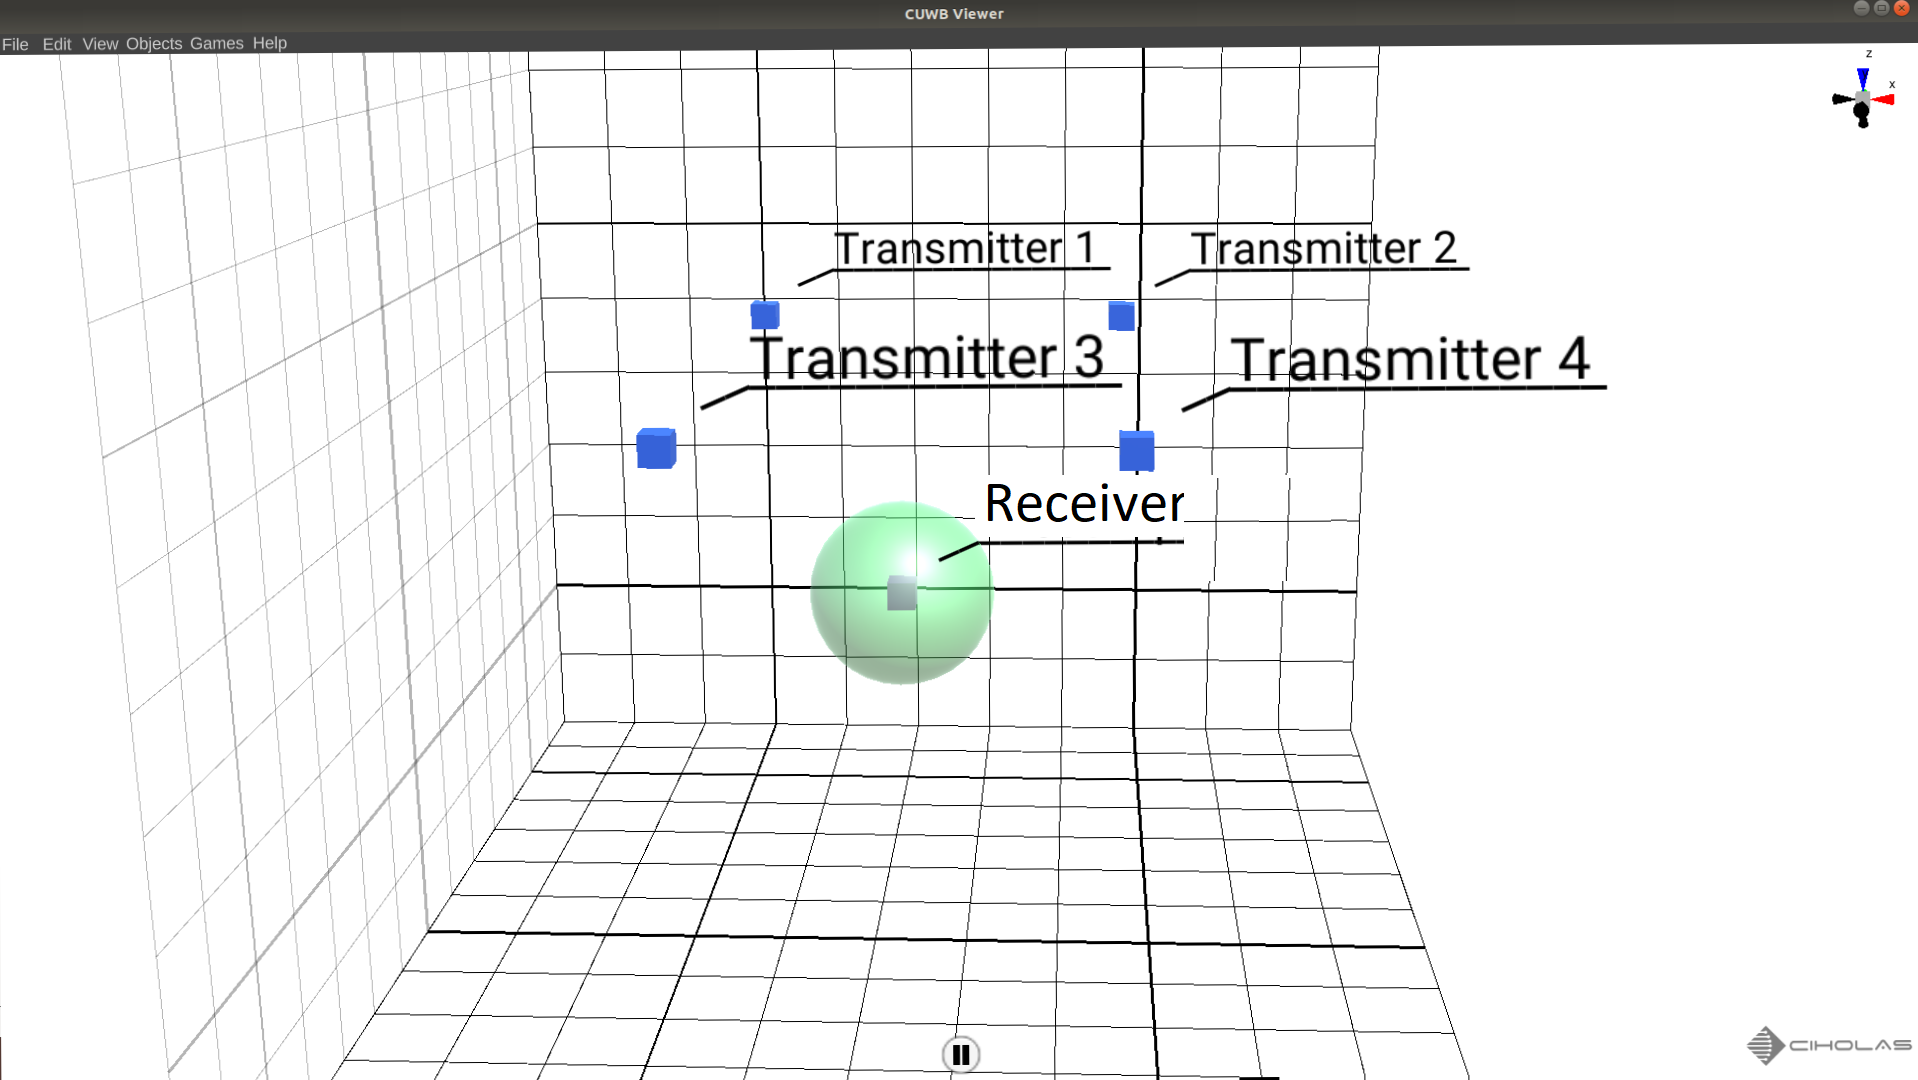 CUWB Viewer
File Edit View Objects Games Help
z
x
Transmitter 1
Transmitter 2
Transmitter 3
Transmitter 4
Receiver
CIHOLAS